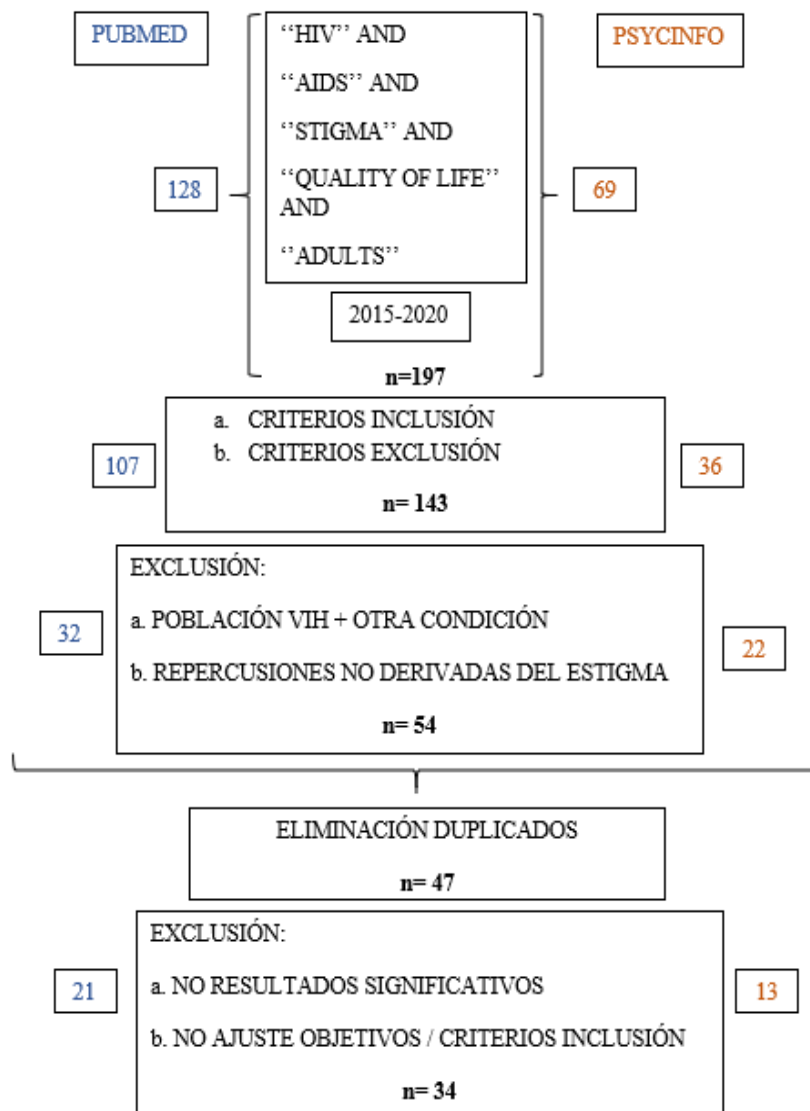 PUBMED
‘‘HIV’’ AND
‘‘AIDS’’ AND
‘‘STIGMA’’ AND
‘‘QUALITY OF LIFE’’
AND
‘‘ADULTS’’
PSYCINFO
128
69
2015-2020
n=197
a. CRITERIOS INCLUSIÓN
b. CRITERIOS EXCLUSIÓN
n= 143
107
36
EXCLUSIÓN:
a. POBLACIÓN VIH + OTRA CONDICIÓN
b. REPERCUSIONES NO DERIVADAS DEL ESTIGMA
n= 54
32
22
ELIMINACIÓN DUPLICADOS
n= 47
EXCLUSIÓN:
a. NO RESULTADOS SIGNIFICATIVOS
b. NO AJUSTE OBJETIVOS / CRITERIOS INCLUSIÓN
n= 34
21
13